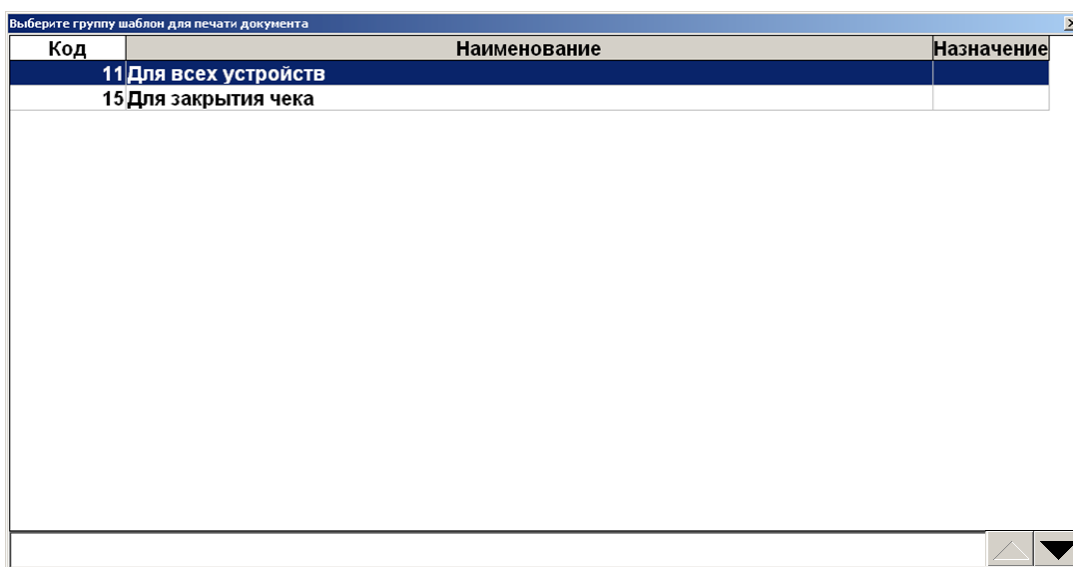 Выберите группу шаблон для печати документа
Код Наименование Назначение
11 Для всех устройств
15 Для закрытия чека